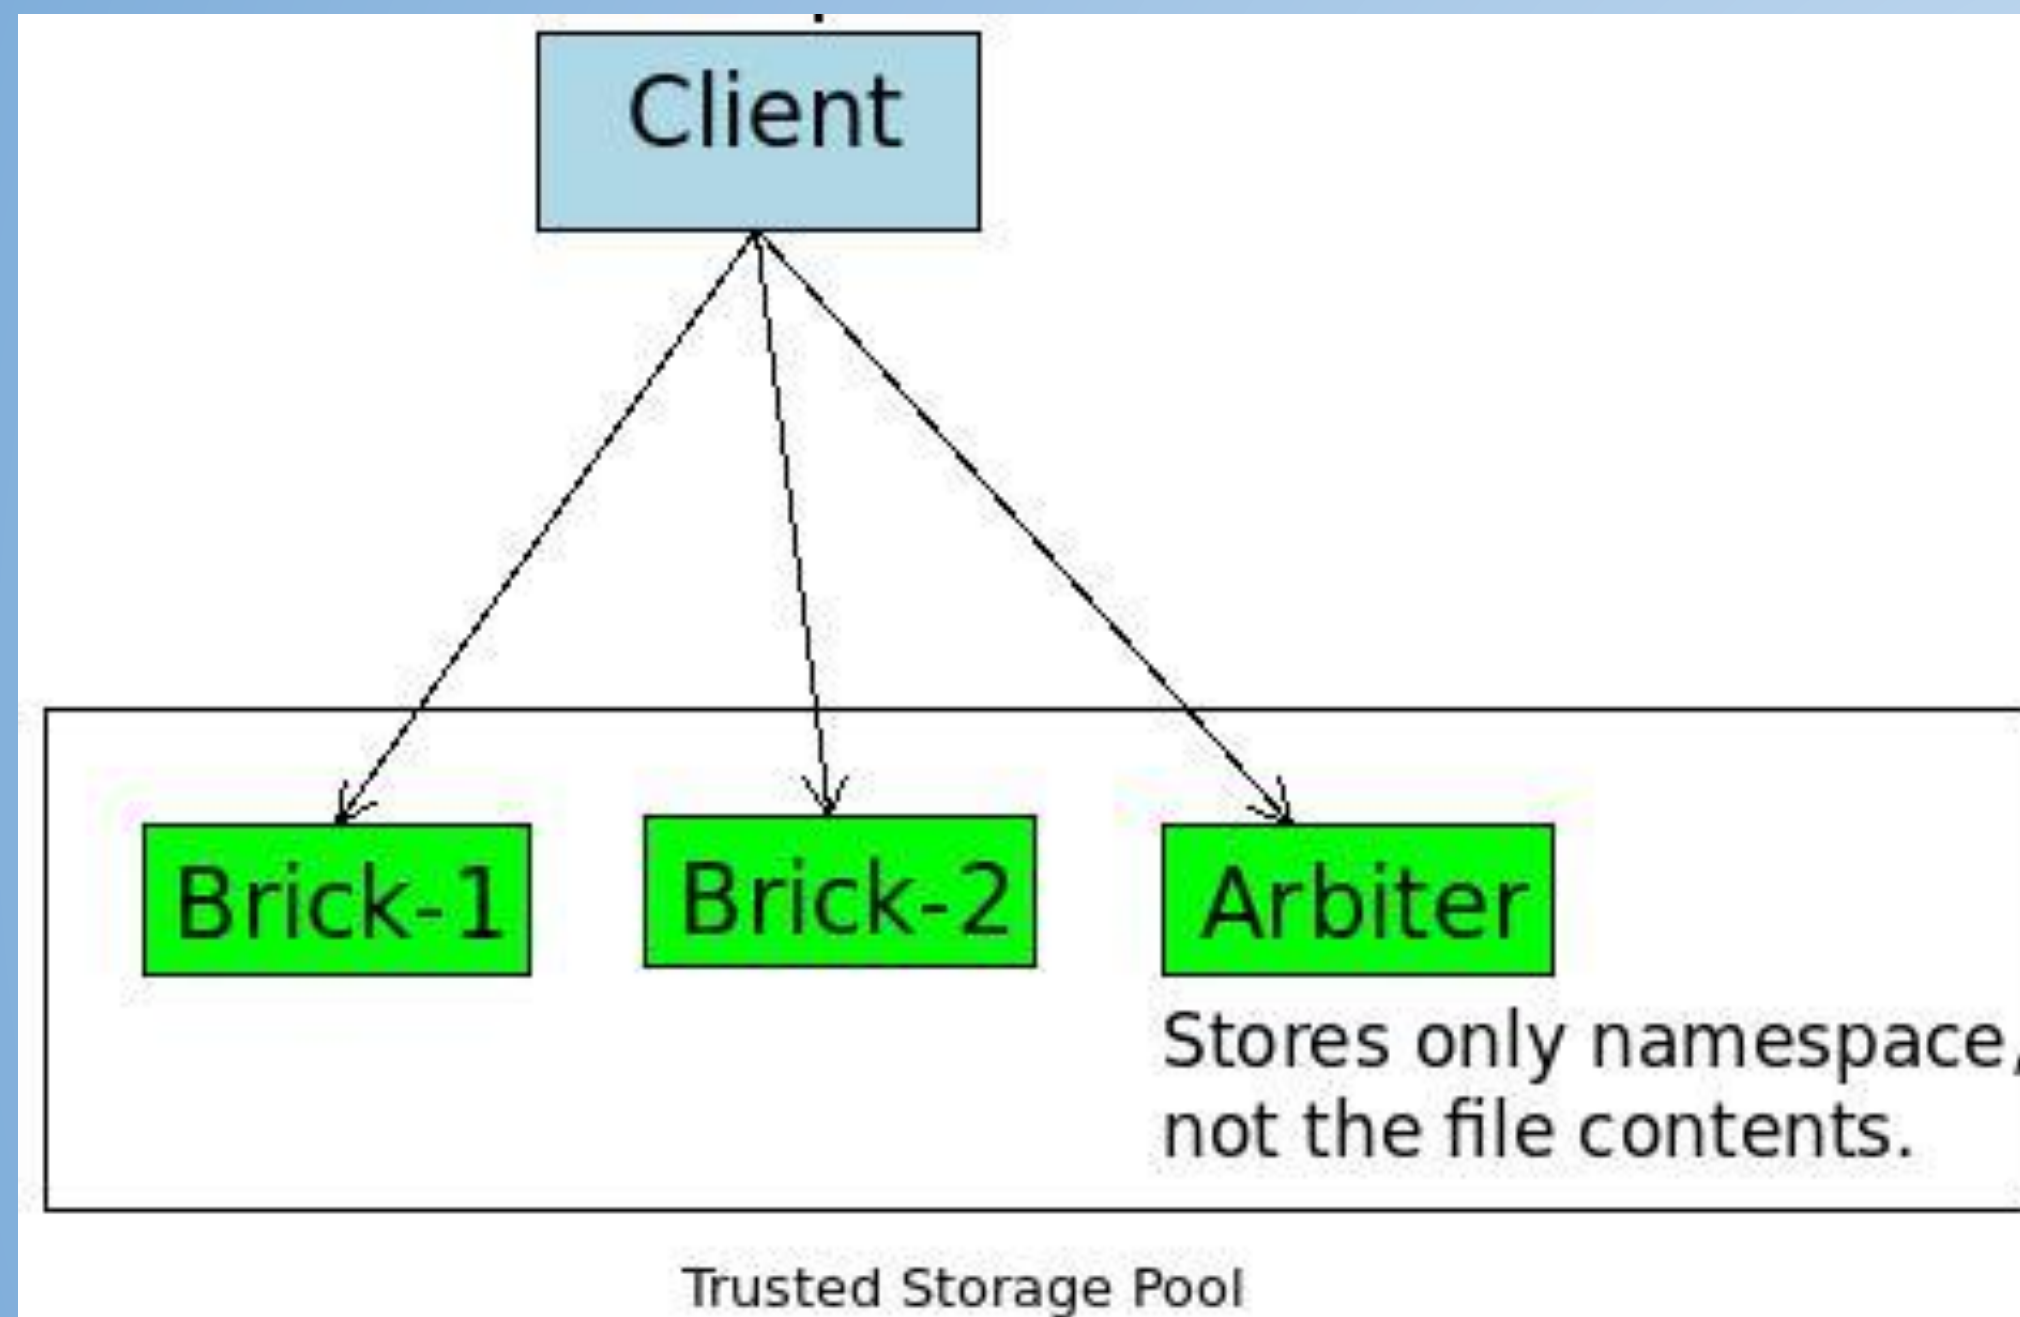 Client
Brick-1
Brick-2
Arbiter
Stores only namespace,
not the file contents.
Trusted Storage Pool